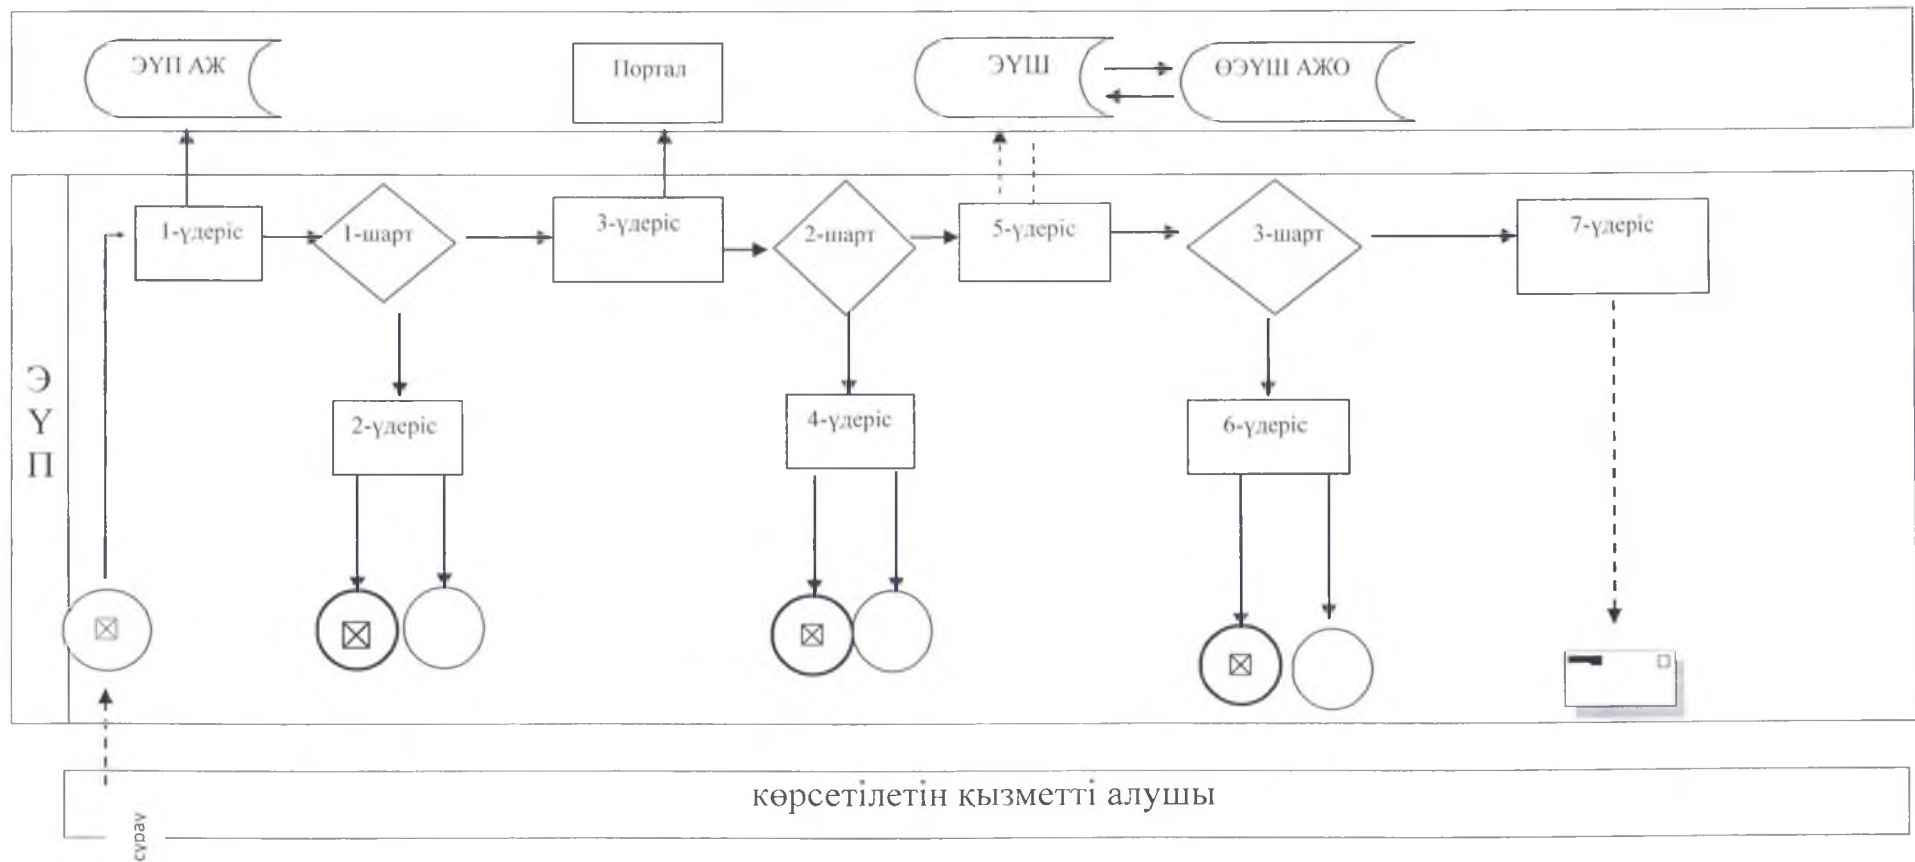 ЭҮП АЖ
Портал
ЭҮШ
ӨЭҮШ АЖО
1-үдеріс
1-шарт
3-үдеріс
2-шарт
5-үдеріс
3-шарт
7-үдеріс
Э
Ү
П
2-үдеріс
4-үдеріс
6-үдеріс
көрсетілетін қызметті алушы
сұрау